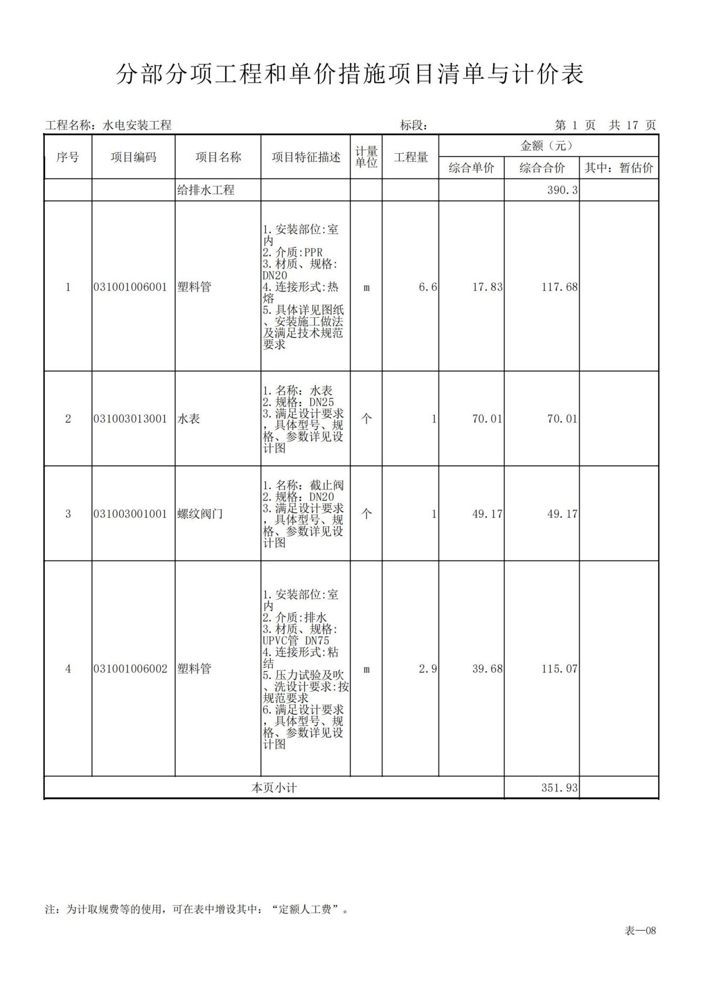 分部分项工程和单价措施项目清单与计价表
工程名称：水电安装工程 标段： 第 1 页 共 17 页
序号 项目编码 项目名称 项目特征描述 计量单位 工程量 金额（元）
综合单价 综合合价 其中：暂估价
给排水工程 390.3
1 031001006001 塑料管
1.安装部位:室
内
2.介质:PPR
3.材质、规格:
DN20
4.连接形式:热
熔
5.具体详见图纸
、安装施工做法
及满足技术规范
要求
m 6.6 17.83 117.68
2 031003013001 水表
1.名称：水表
2.规格：DN25
3.满足设计要求
，具体型号、规
格、参数详见设
计图
个 1 70.01 70.01
3 031003001001 螺纹阀门
1.名称：截止阀
2.规格：DN20
3.满足设计要求
，具体型号、规
格、参数详见设
计图
个 1 49.17 49.17
4 031001006002 塑料管
1.安装部位:室
内
2.介质:排水
3.材质、规格:
UPVC管 DN75
4.连接形式:粘
结
5.压力试验及吹
、洗设计要求:按
规范要求
6.满足设计要求
，具体型号、规
格、参数详见设
计图
m 2.9 39.68 115.07
本页小计 351.93
注：为计取规费等的使用，可在表中增设其中：“定额人工费”。
表—08